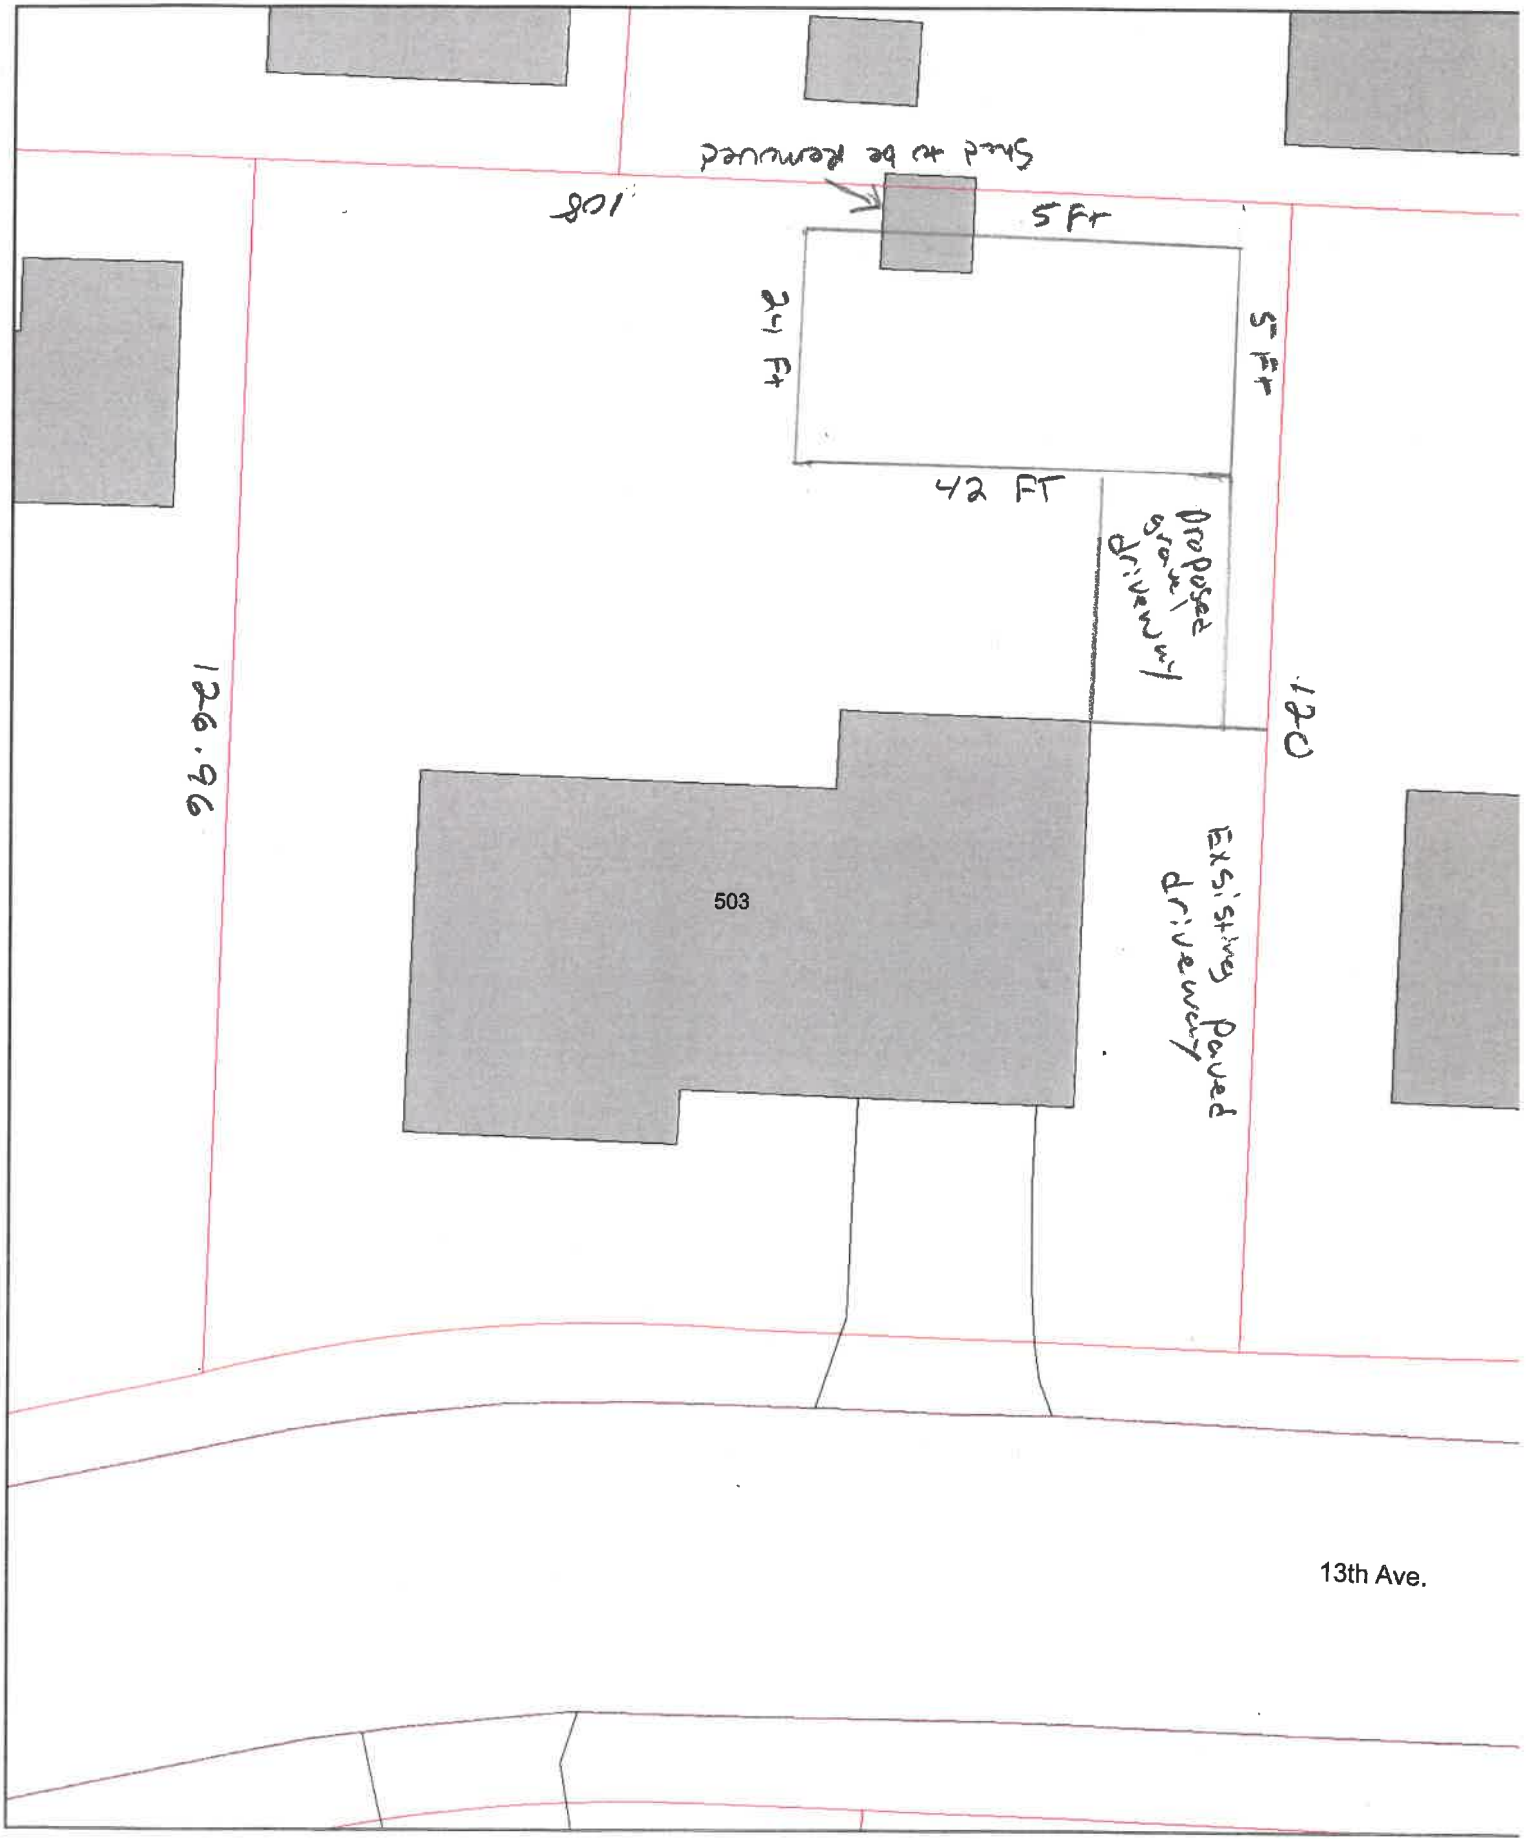 Shed to be Removed
108
5 Ft
24 Ft
5 Ft
42 FT
Proposed
gravel
driveway
126.96
120
503
Exsisting Paved
driveway
13th Ave.